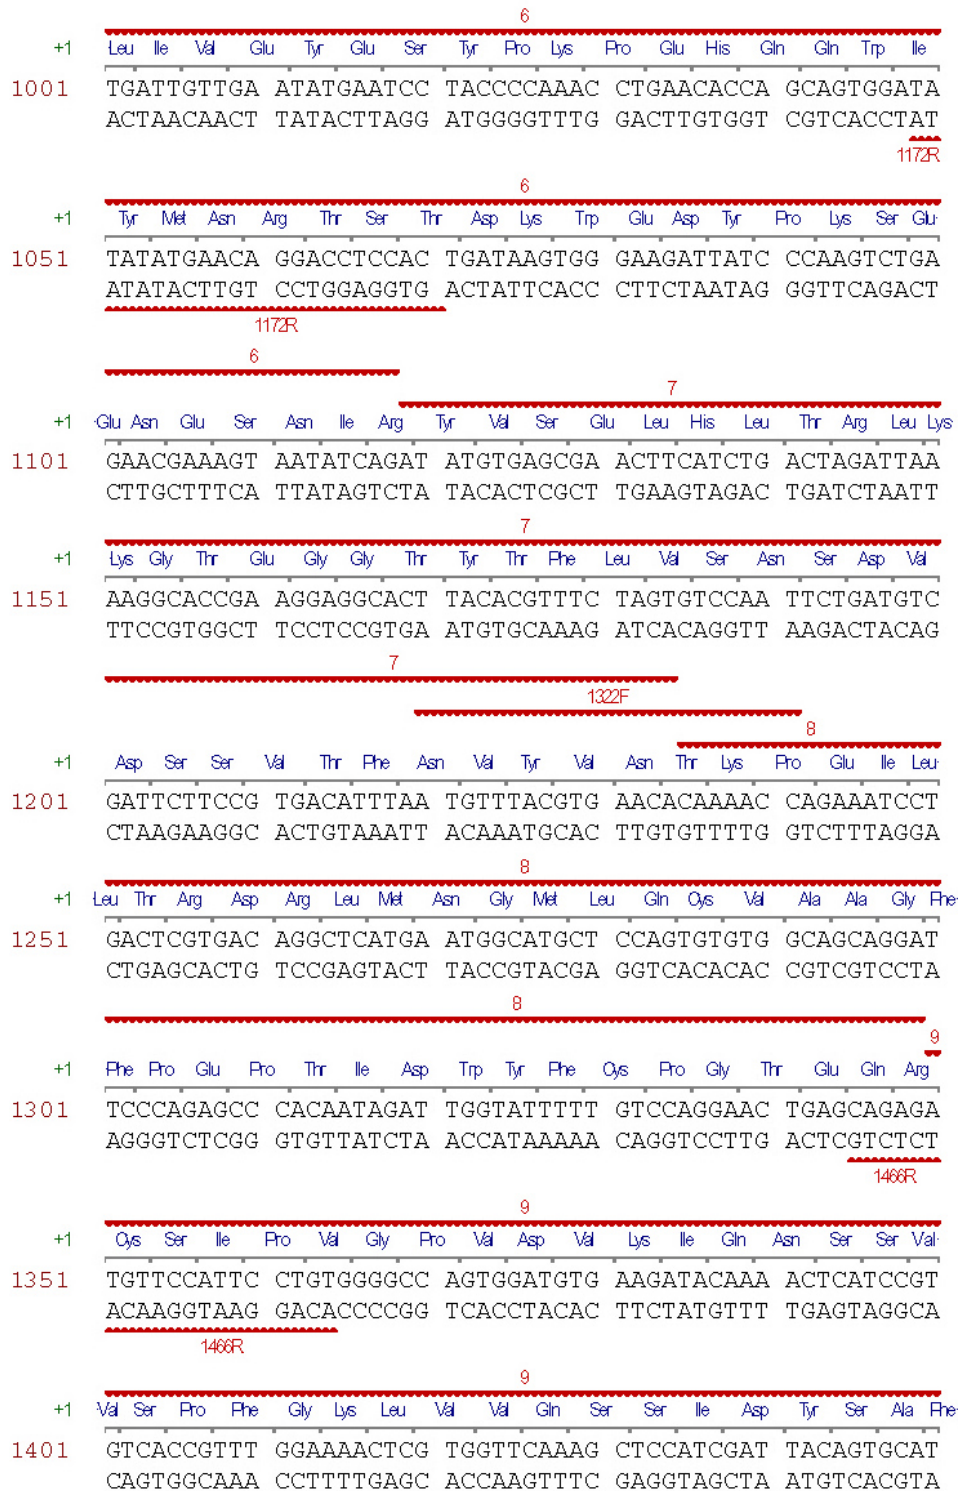 6
+1 Leu Ile Val Glu Tyr Glu Ser Tyr Pro Lys Pro Glu His Gln Gln Trp Ile
1001 TGATTGTTGA ATATGAATCC TACCCCAAAC CTGAACACCA GCAGTGGATA
ACTAACAACT TATACTTAGG ATGGGGTTTG GACTTGTGGT CGTCACCTAT
1172R
6
+1 Tyr Met Asn Arg Thr Ser Thr Asp Lys Trp Glu Asp Tyr Pro Lys Ser Glu·
1051 TATATGAACA GGACCTCCAC TGATAAGTGG GAAGATTATC CCAAGTCTGA
ATATACTTGT CCTGGAGGTG ACTATTCACC CTTCTAATAG GGTTCAGACT
1172R
6
7
+1 ·Glu Asn Glu Ser Asn Ile Arg Tyr Val Ser Glu Leu His Leu Thr Arg Leu Lys·
1101 GAACGAAAGT AATATCAGAT ATGTGAGCGA ACTTCATCTG ACTAGATTAA
CTTGCTTTCA TTATAGTCTA TACACTCGCT TGAAGTAGAC TGATCTAATT
7
+1 ·Lys Gly Thr Glu Gly Gly Thr Tyr Thr Phe Leu Val Ser Asn Ser Asp Val
1151 AAGGCACCGA AGGAGGCACT TACACGTTTC TAGTGTCCAA TTCTGATGTC
TTCCGTGGCT TCCTCCGTGA ATGTGCAAAG ATCACAGGTT AAGACTACAG
7
1322F
8
+1 Asp Ser Ser Val Thr Phe Asn Val Tyr Val Asn Thr Lys Pro Glu Ile Leu·
1201 GATTCTTCCG TGACATTTAA TGTTTACGTG AACACAAAAC CAGAAATCCT
CTAAGAAGGC ACTGTAAATT ACAAATGCAC TTGTGTTTTG GTCTTTAGGA
8
+1 Leu Thr Arg Asp Arg Leu Met Asn Gly Met Leu Gln Cys Val Ala Ala Gly Phe·
1251 GACTCGTGAC AGGCTCATGA ATGGCATGCT CCAGTGTGTG GCAGCAGGAT
CTGAGCACTG TCCGAGTACT TACCGTACGA GGTCACACAC CGTCGTCCTA
8
9
+1 ·Phe Pro Glu Pro Thr Ile Asp Trp Tyr Phe Cys Pro Gly Thr Glu Gln Arg·
1301 TCCCAGAGCC CACAATAGAT TGGTATTTTT GTCCAGGAAC TGAGCAGAGA
AGGGTCTCGG GTGTTATCTA ACCATAAAAA CAGGTCCTTG ACTCGTCTCT
1466R
9
+1 Cys Ser Ile Pro Val Gly Pro Val Asp Val Lys Ile Gln Asn Ser Ser Val·
1351 TGTTCCATTC CTGTGGGGCC AGTGGATGTG AAGATACAAA ACTCATCCGT
ACAAGGTAAG GACACCCCGG TCACCTACAC TTCTATGTTT TGAGTAGGCA
1466R
9
+1 ·Val Ser Pro Phe Gly Lys Leu Val Val Gln Ser Ser Ile Asp Tyr Ser Ala Phe·
1401 GTCACCGTTT GGAAAACTCG TGGTTCAAAG CTCCATCGAT TACAGTGCAT
CAGTGGCAAA CCTTTTGAGC ACCAAGTTTC GAGGTAGCTA ATGTCACGTA